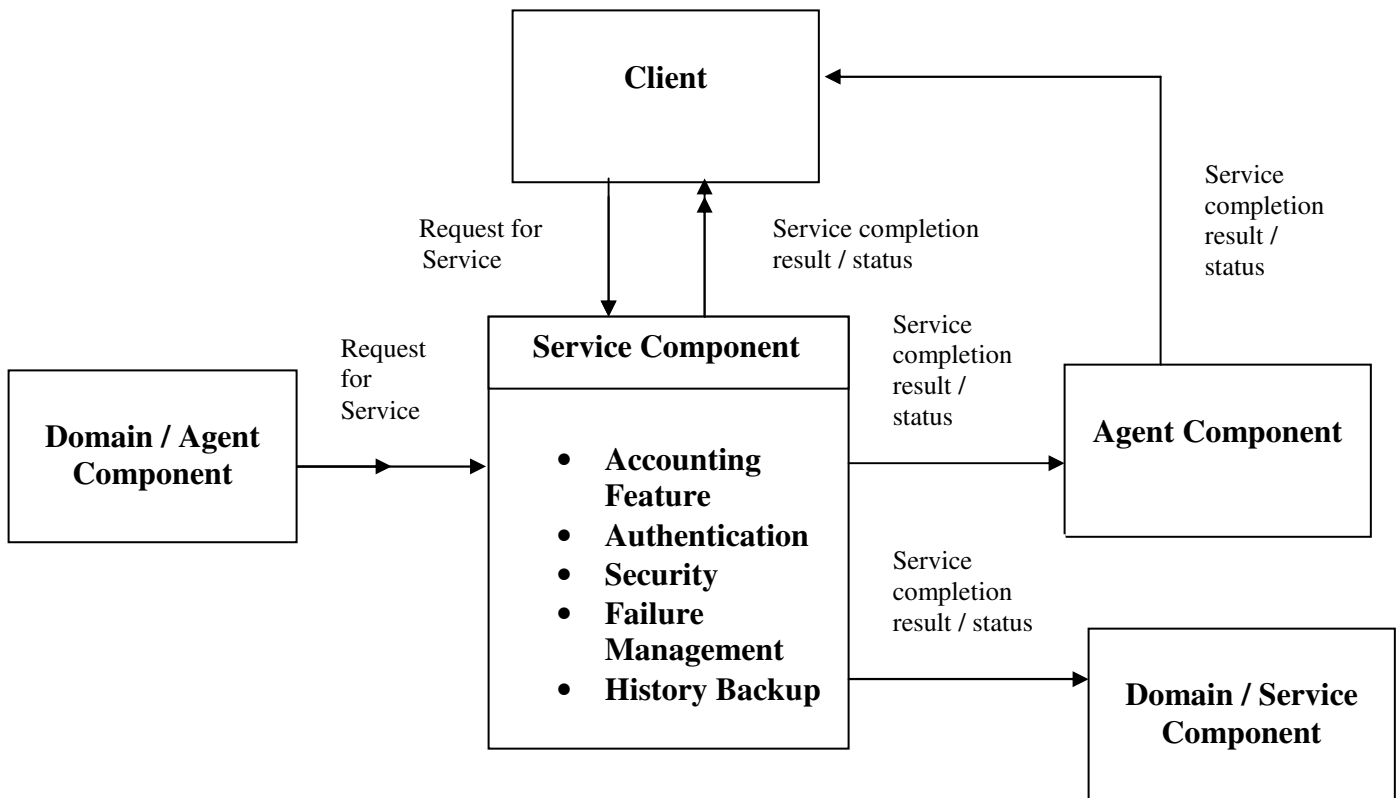 Client
Service
completion
result /
status
Request for
Service
Service completion
result / status
Service
completion
result /
status
Request
for
Service
Service Component
Domain / Agent
Component
Agent Component
• Accounting
Feature
• Authentication
• Security
• Failure
Management
• History Backup
Service
completion
result / status
Domain / Service
Component